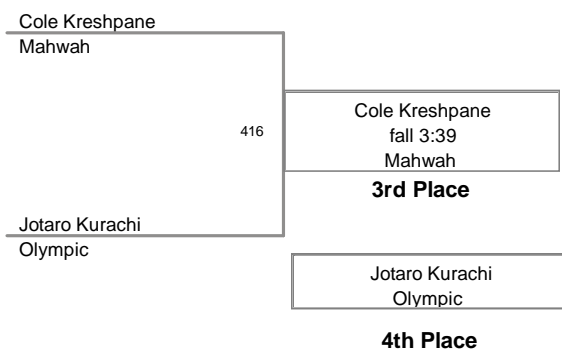 Cole Kreshpane
Mahwah
416
Cole Kreshpane
fall 3:39
Mahwah
3rd Place
Jotaro Kurachi
Olympic
Jotaro Kurachi
Olympic
4th Place